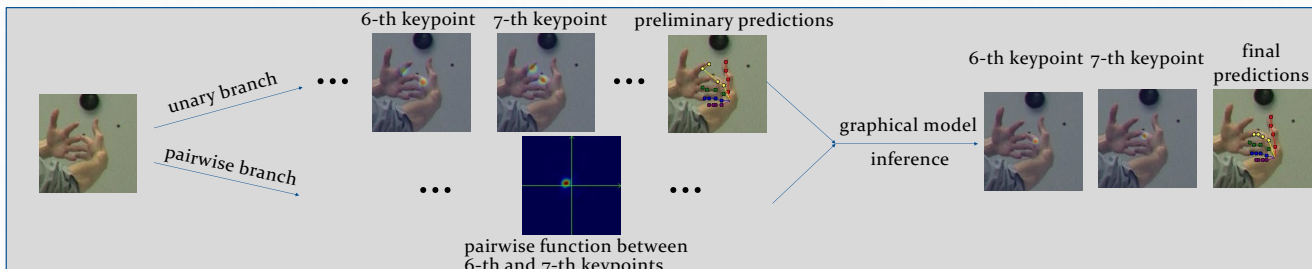 6-th keypoint
7-th keypoint
preliminary predictions
unary branch
pairwise branch
pairwise function between
6-th and 7-th keypoints
graphical model
inference
6-th keypoint
7-th keypoint
final
predictions